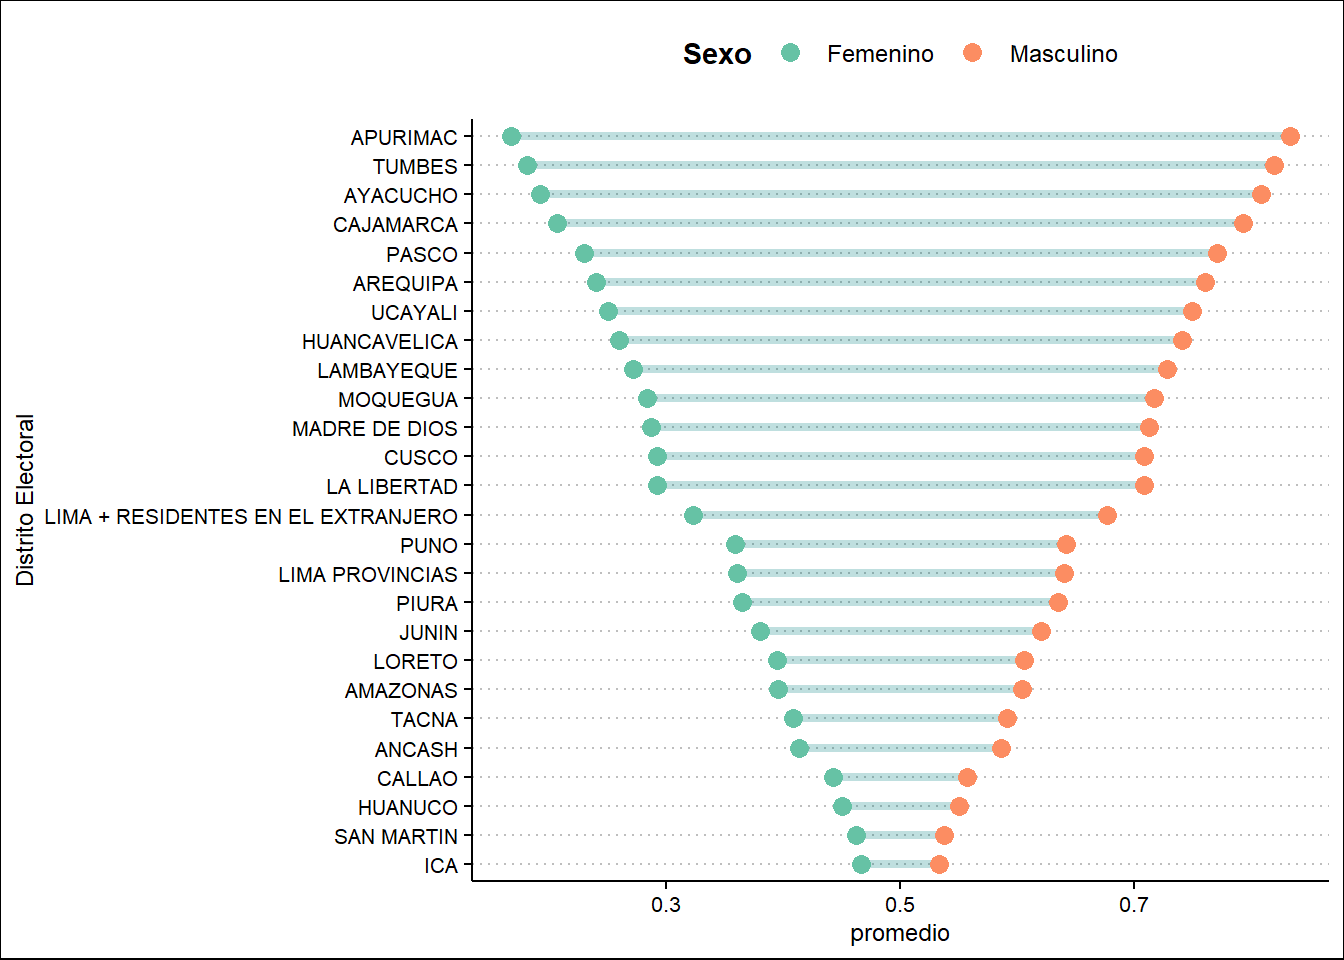 Sexo Femenino Masculino
APURIMAC
TUMBES
AYACUCHO
CAJAMARCA
PASCO
AREQUIPA
UCAYALI
HUANCAVELICA
LAMBAYEQUE
MOQUEGUA
MADRE DE DIOS
CUSCO
LA LIBERTAD
LIMA + RESIDENTES EN EL EXTRANJERO
PUNO
LIMA PROVINCIAS
PIURA
JUNIN
LORETO
AMAZONAS
TACNA
ANCASH
CALLAO
HUANUCO
SAN MARTIN
ICA
Distrito Electoral
0.3 0.5 0.7
promedio